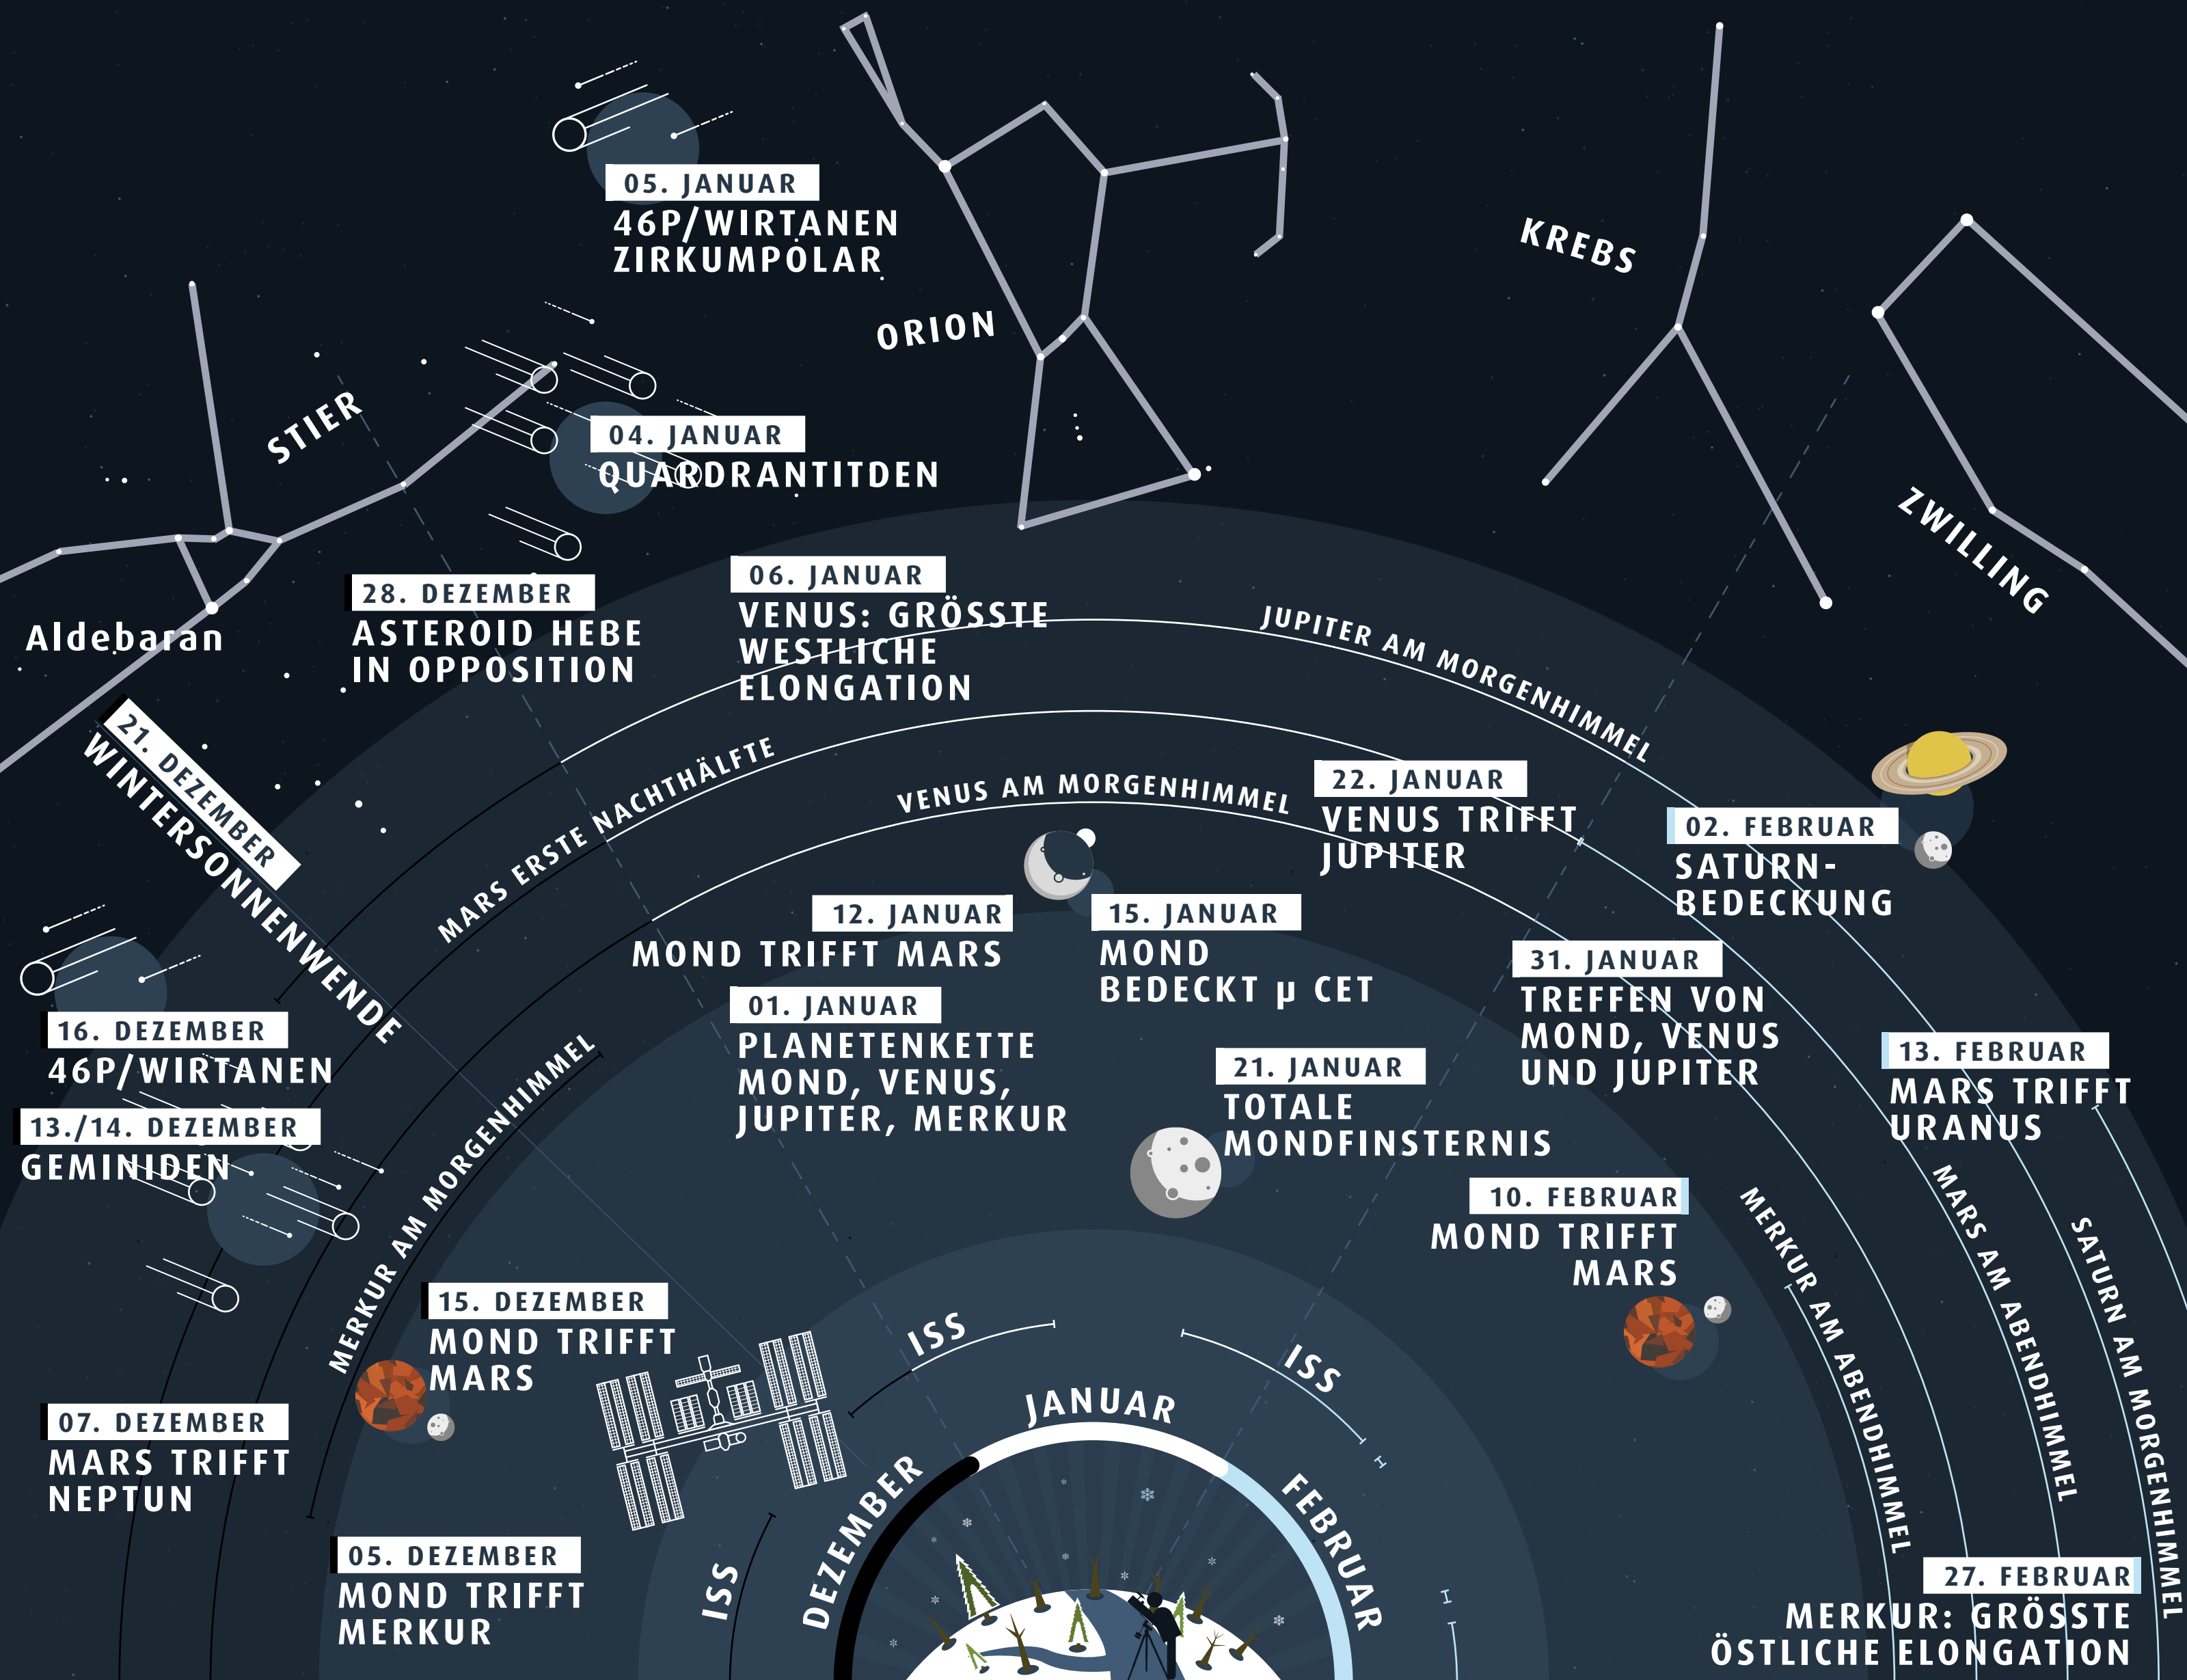 05. JANUAR
46P/WIRTANEN
ZIRKUMPOLAR
KREBS
ORION
STIER
04. JANUAR
QUARDRANTITDEN
ZWILLING
28. DEZEMBER
ASTEROID HEBE
IN OPPOSITION
Aldebaran
06. JANUAR
VENUS: GRÖSSTE
WESTLICHE
ELONGATION
JUPITER AM MORGENHIMMEL
21. DEZEMBER
WINTERSONNENWENDE
MARS ERSTE NACHTHÄLFTE
VENUS AM MORGENHIMMEL
22. JANUAR
VENUS TRIFFT
JUPITER
02. FEBRUAR
SATURN-
BEDECKUNG
12. JANUAR
MOND TRIFFT MARS
15. JANUAR
MOND
BEDECKT µ CET
31. JANUAR
TREFFEN VON
MOND, VENUS
UND JUPITER
16. DEZEMBER
46P/WIRTANEN
01. JANUAR
PLANETENKETTE
MOND, VENUS,
JUPITER, MERKUR
21. JANUAR
TOTALE
MONDFINSTERNIS
13. FEBRUAR
MARS TRIFFT
URANUS
13./14. DEZEMBER
GEMINIDEN
MERKUR AM MORGENHIMMEL
10. FEBRUAR
MOND TRIFFT
MARS
MERKUR AM ABENDHIMMEL
MARS AM ABENDHIMMEL
SATURN AM MORGENHIMMEL
15. DEZEMBER
MOND TRIFFT
MARS
ISS
ISS
07. DEZEMBER
MARS TRIFFT
NEPTUN
JANUAR
DEZEMBER
FEBRUAR
05. DEZEMBER
MOND TRIFFT
MERKUR
ISS
27. FEBRUAR
MERKUR: GRÖSSTE
ÖSTLICHE ELONGATION